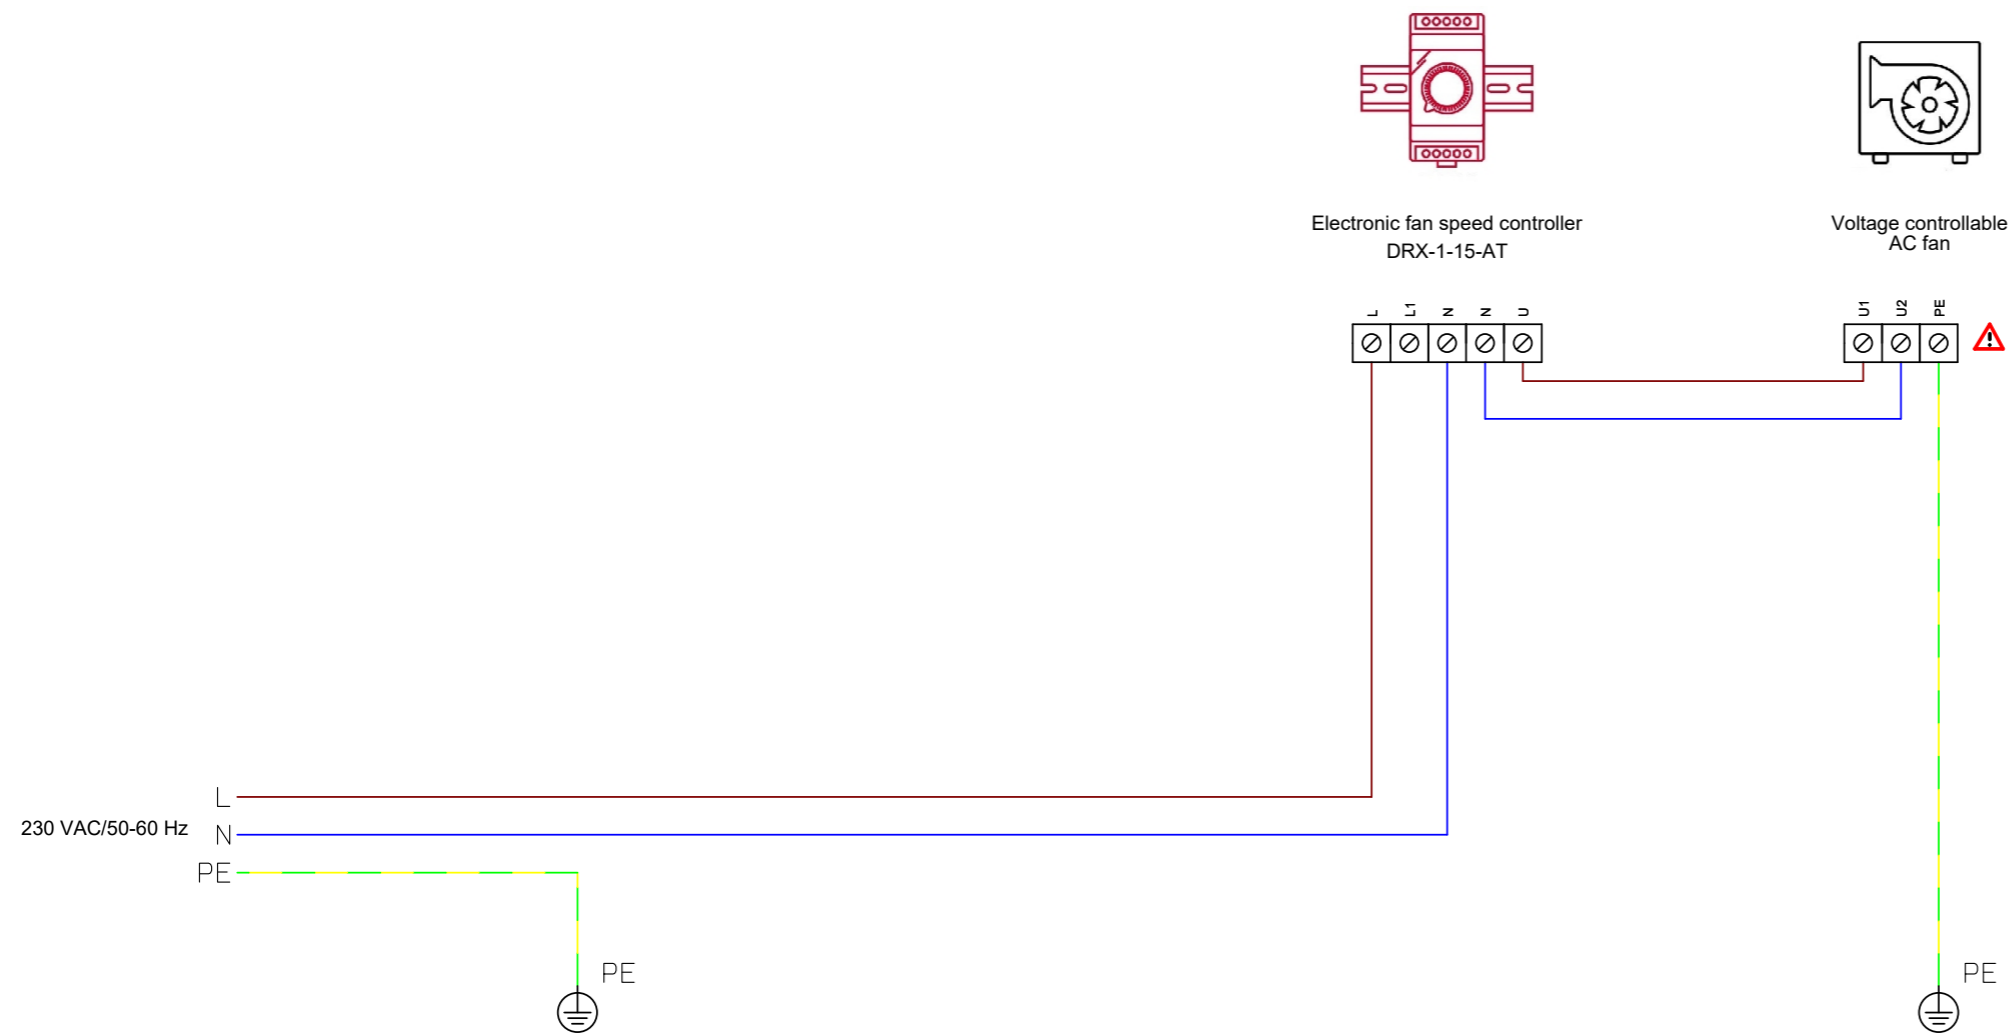 Electronic fan speed controller
DRX-1-15-AT
Voltage controllable
AC fan
L L1 N N U
U1 U2 PE
L
230 VAC/50-60 Hz N
PE
PE
PE